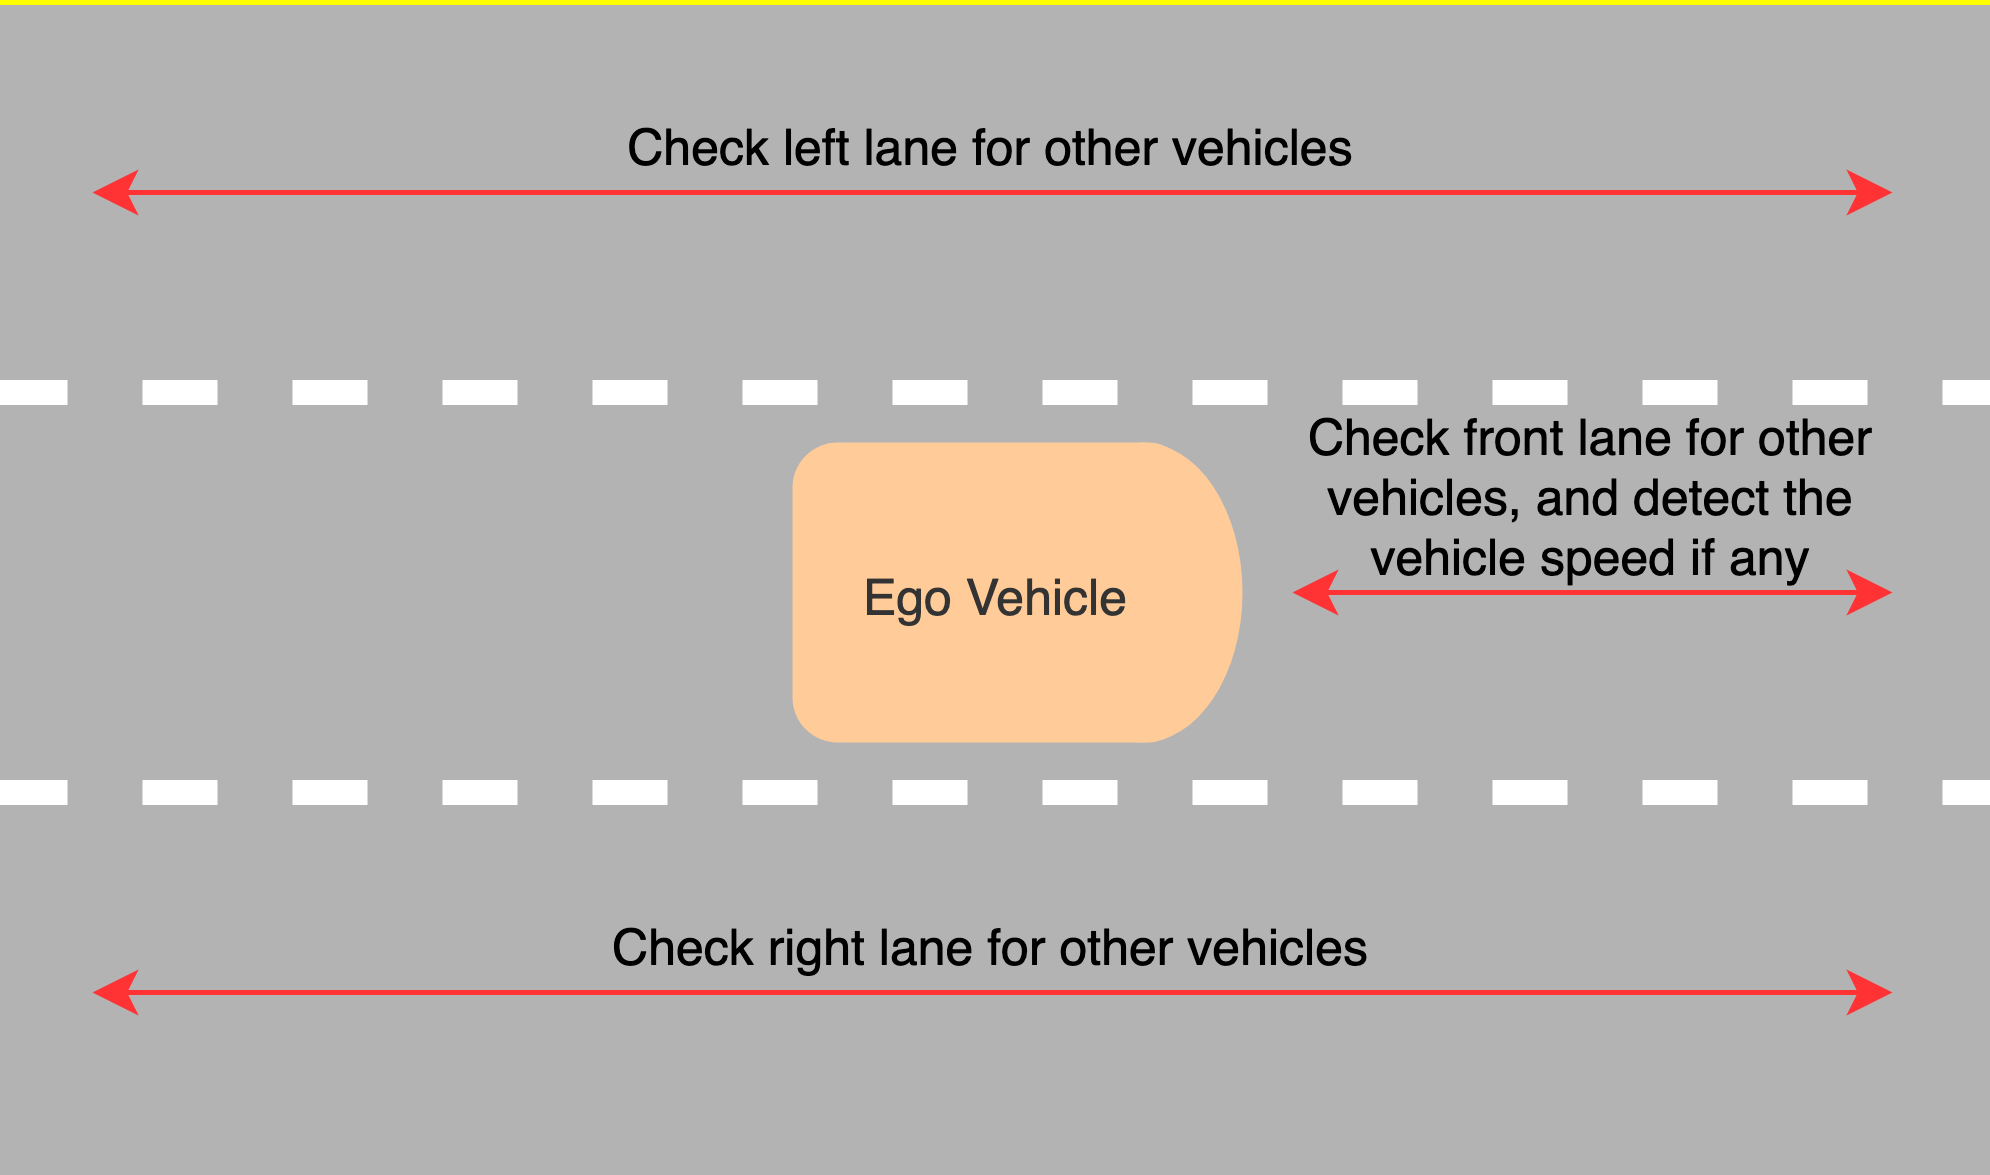 Check left lane for other vehicles
Check front lane for other
vehicles, and detect the
vehicle speed if any
Ego Vehicle
Check right lane for other vehicles